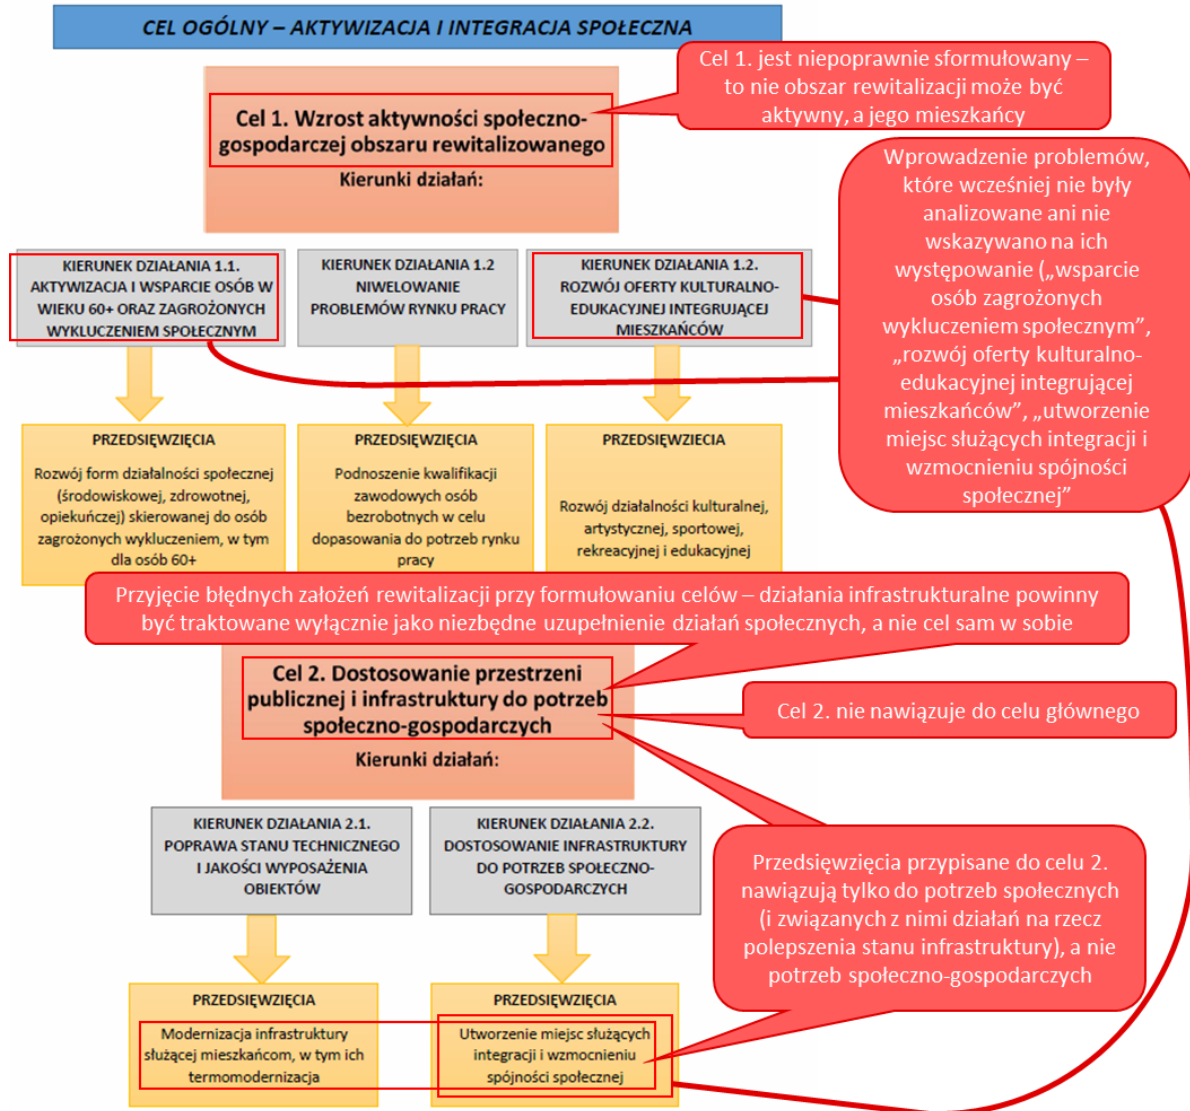 CEL OGÓLNY – AKTYWIZACJA I INTEGRACJA SPOŁECZNA
Cel 1. jest niepoprawnie sformułowany –
to nie obszar rewitalizacji może być
aktywny, a jego mieszkańcy
Cel 1. Wzrost aktywności społeczno-
gospodarczej obszaru rewitalizowanego
Kierunki działań:
Wprowadzenie problemów,
które wcześniej nie były
analizowane ani nie
wskazywano na ich
występowanie („wsparcie
osób zagrożonych
wykluczeniem społecznym”,
„rozwój oferty kulturalno-
edukacyjnej integrującej
mieszkańców”, „utworzenie
miejsc służących integracji i
wzmocnieniu spójności
społecznej”
KIERUNEK DZIAŁANIA 1.1.
AKTYWIZACJA I WSPARCIE OSÓB W
WIEKU 60+ ORAZ ZAGROŻONYCH
WYKLUCZENIEM SPOŁECZNYM
KIERUNEK DZIAŁANIA 1.2
NIWELOWANIE
PROBLEMÓW RYNKU PRACY
KIERUNEK DZIAŁANIA 1.2.
ROZWÓJ OFERTY KULTURALNO-
EDUKACYJNEJ INTEGRUJĄCEJ
MIESZKAŃCÓW
PRZEDSIĘWZIĘCIA
Rozwój form działalności społecznej
(środowiskowej, zdrowotnej,
opiekuńczej) skierowanej do osób
zagrożonych wykluczeniem, w tym
dla osób 60+
PRZEDSIĘWZIĘCIA
Podnoszenie kwalifikacji
zawodowych osób
bezrobotnych w celu
dopasowania do potrzeb rynku
pracy
PRZEDSIĘWZIECIA
Rozwój działalności kulturalnej,
artystycznej, sportowej,
rekreacyjnej i edukacyjnej
Przyjęcie błędnych założeń rewitalizacji przy formułowaniu celów – działania infrastrukturalne powinny
być traktowane wyłącznie jako niezbędne uzupełnienie działań społecznych, a nie cel sam w sobie
Cel 2. Dostosowanie przestrzeni
publicznej i infrastruktury do potrzeb
społeczno-gospodarczych
Kierunki działań:
Cel 2. nie nawiązuje do celu głównego
KIERUNEK DZIAŁANIA 2.1.
POPRAWA STANU TECHNICZNEGO
I JAKOŚCI WYPOSAŻENIA
OBIEKTÓW
KIERUNEK DZIAŁANIA 2.2.
DOSTOSOWANIE INFRASTRUKTURY
DO POTRZEB SPOŁECZNO-
GOSPODARCZYCH
Przedsięwzięcia przypisane do celu 2.
nawiązują tylko do potrzeb społecznych
(i związanych z nimi działań na rzecz
polepszenia stanu infrastruktury), a nie
potrzeb społeczno-gospodarczych
PRZEDSIĘWZIĘCIA
Modernizacja infrastruktury
służącej mieszkańcom, w tym ich
termomodernizacja
PRZEDSIĘWZIĘCIA
Utworzenie miejsc służących
integracji i wzmocnieniu
spójności społecznej